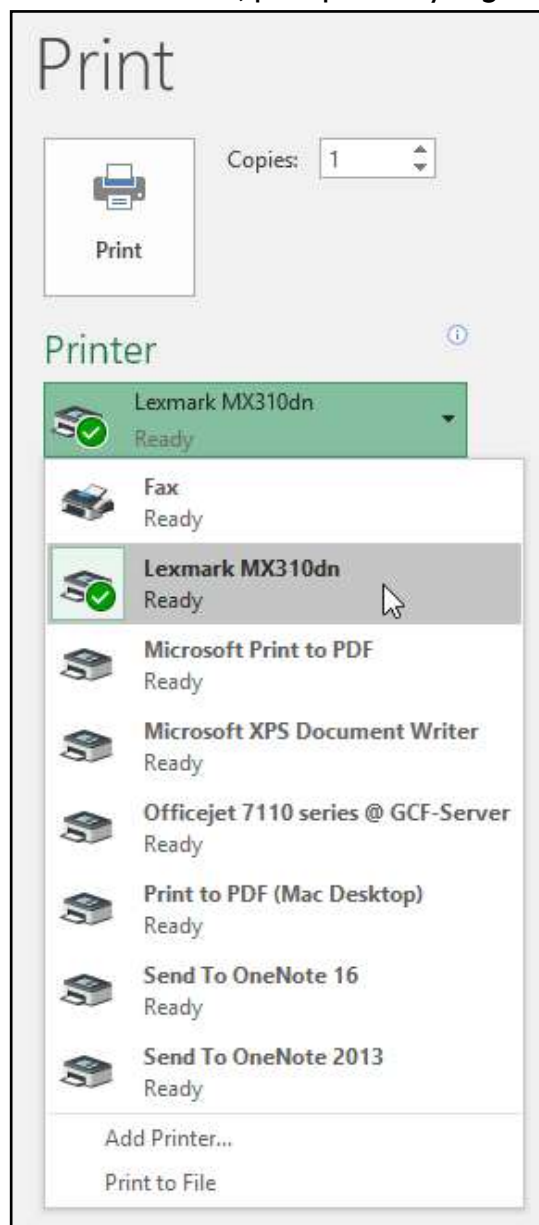 Print
Copies: 1
Print
Printer
Lexmark MX310dn
Ready
Fax
Ready
Lexmark MX310dn
Ready
Microsoft Print to PDF
Ready
Microsoft XPS Document Writer
Ready
Officejet 7110 series @ GCF-Server
Ready
Print to PDF (Mac Desktop)
Ready
Send To OneNote 16
Ready
Send To OneNote 2013
Ready
Add Printer...
Print to File